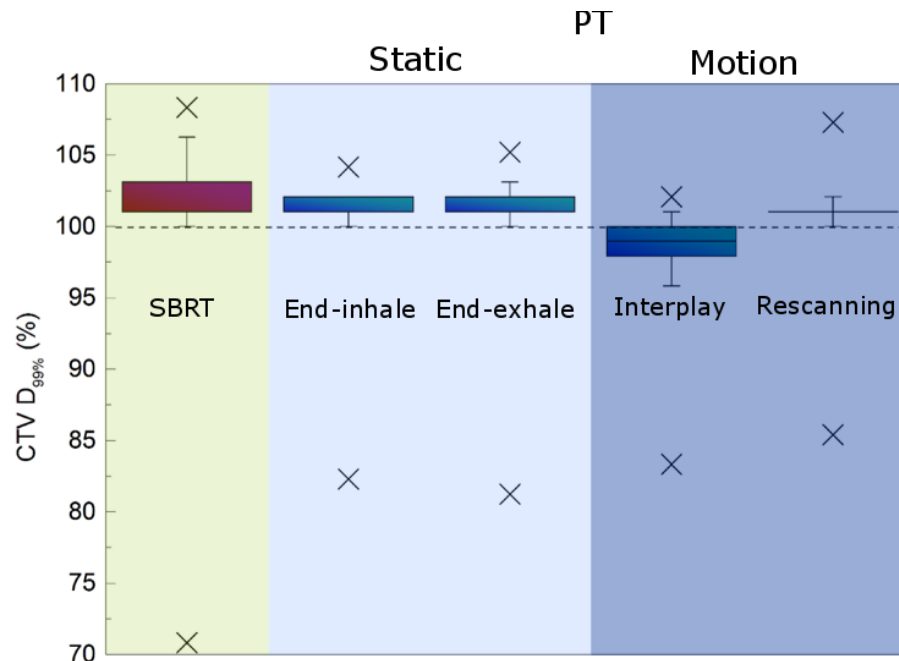 PT
Static Motion
110
105
100
95
90
85
80
75
70
CTV D99% (%)
SBRT End-inhale End-exhale Interplay Rescanning